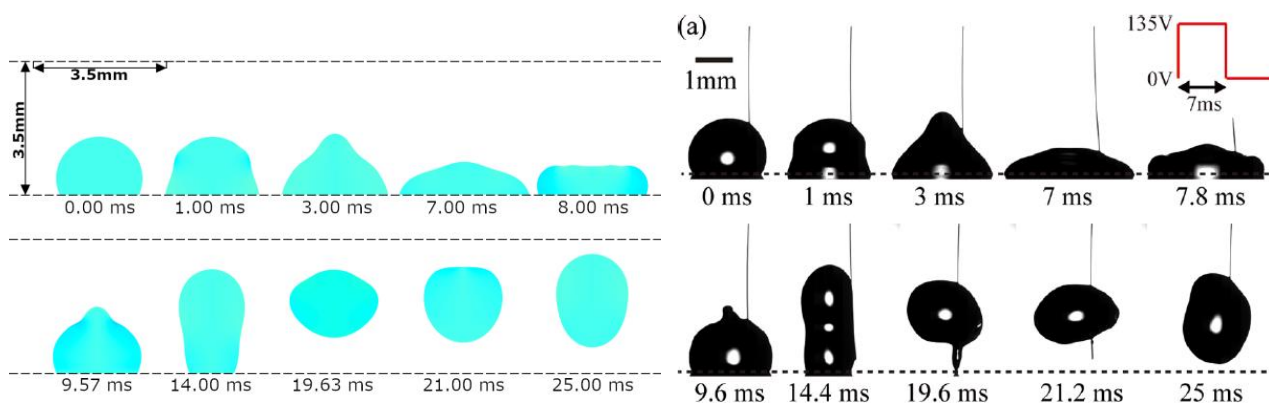 3.5mm
3.5mm
0.00 ms 1.00 ms 3.00 ms 7.00 ms 8.00 ms
9.57 ms 14.00 ms 19.63 ms 21.00 ms 25.00 ms
(a)
1mm
135V
0V
7ms
0 ms 1 ms 3 ms 7 ms 7.8 ms
9.6 ms 14.4 ms 19.6 ms 21.2 ms 25 ms